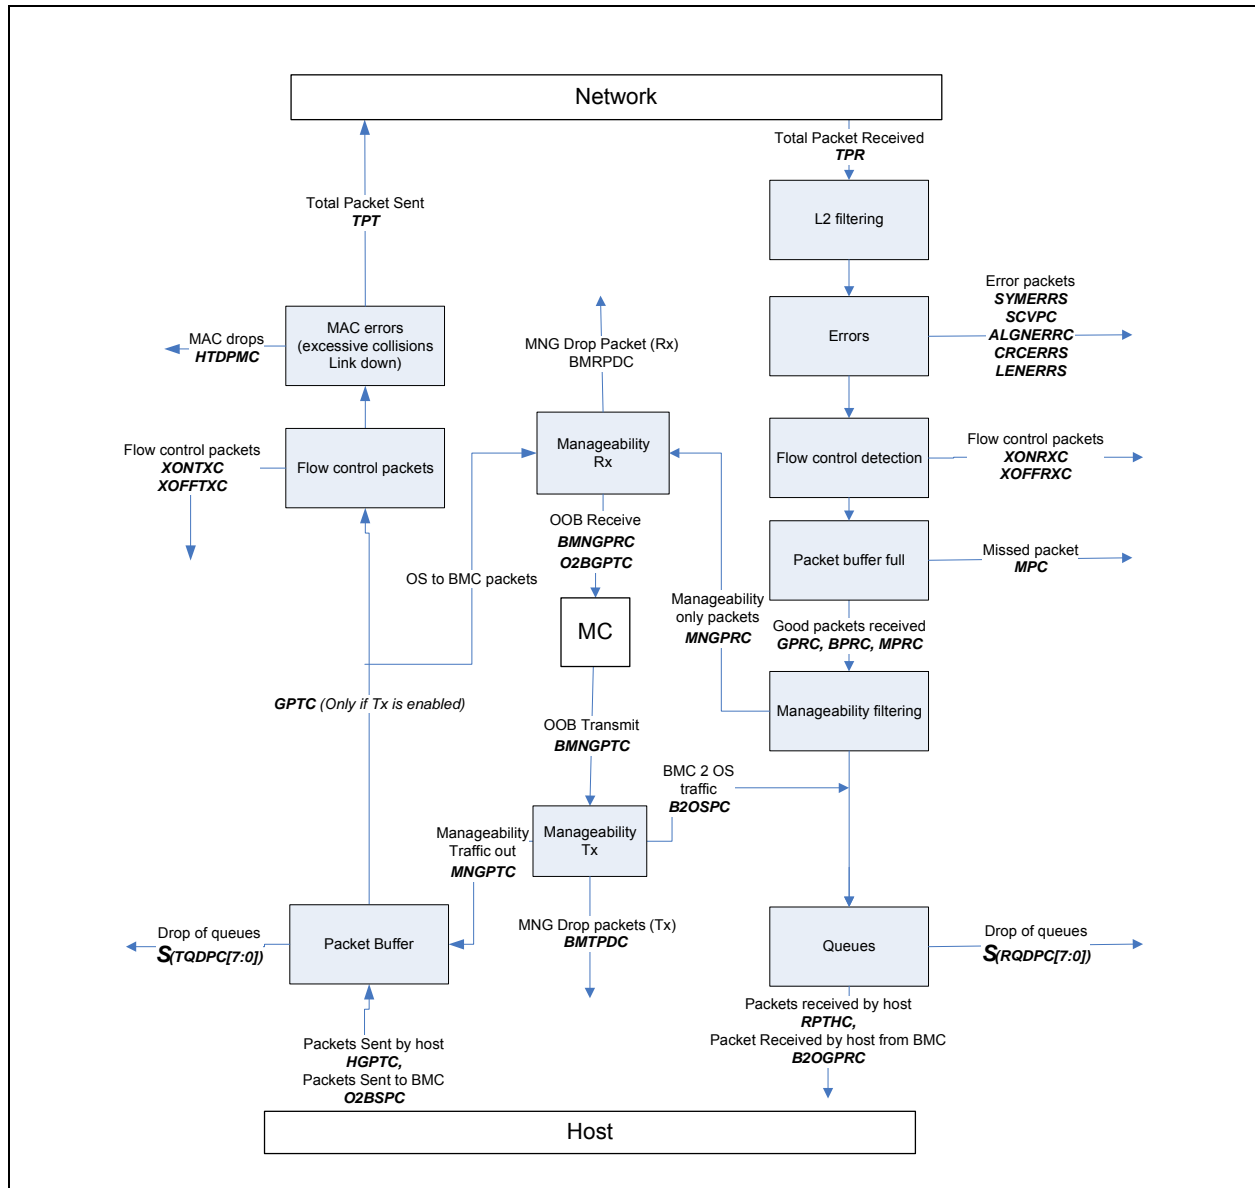 Network
Total Packet Received
TPR
L2 filtering
Total Packet Sent
TPT
Error packets
SYMERRS
SCVPC
ALGNERRC
CRCERRS
LENERRS
Errors
MAC drops
HTDPMC
MAC errors
(excessive collisions
Link down)
MNG Drop Packet (Rx)
BMRPDC
Flow control packets
XONTXC
XOFFTXC
Flow control packets
Manageability
Rx
Flow control detection
Flow control packets
XONRXC
XOFFRXC
OOB Receive
BMNGPRC
O2BGPTC
OS to BMC packets
Packet buffer full
Missed packet
MPC
Manageability
only packets
MNGPRC
Good packets received
GPRC, BPRC, MPRC
MC
Manageability filtering
GPTC (Only if Tx is enabled)
OOB Transmit
BMNGPTC
BMC 2 OS
traffic
B2OSPC
Manageability
Traffic out
MNGPTC
Manageability
Tx
MNG Drop packets (Tx)
BMTPDC
Drop of queues
S(TQDPC[7:0])
Packet Buffer
Queues
Drop of queues
S(RQDPC[7:0])
Packets received by host
RPTHC,
Packet Received by host from BMC
B2OGPRC
Packets Sent by host
HGPTC,
Packets Sent to BMC
O2BSPC
Host